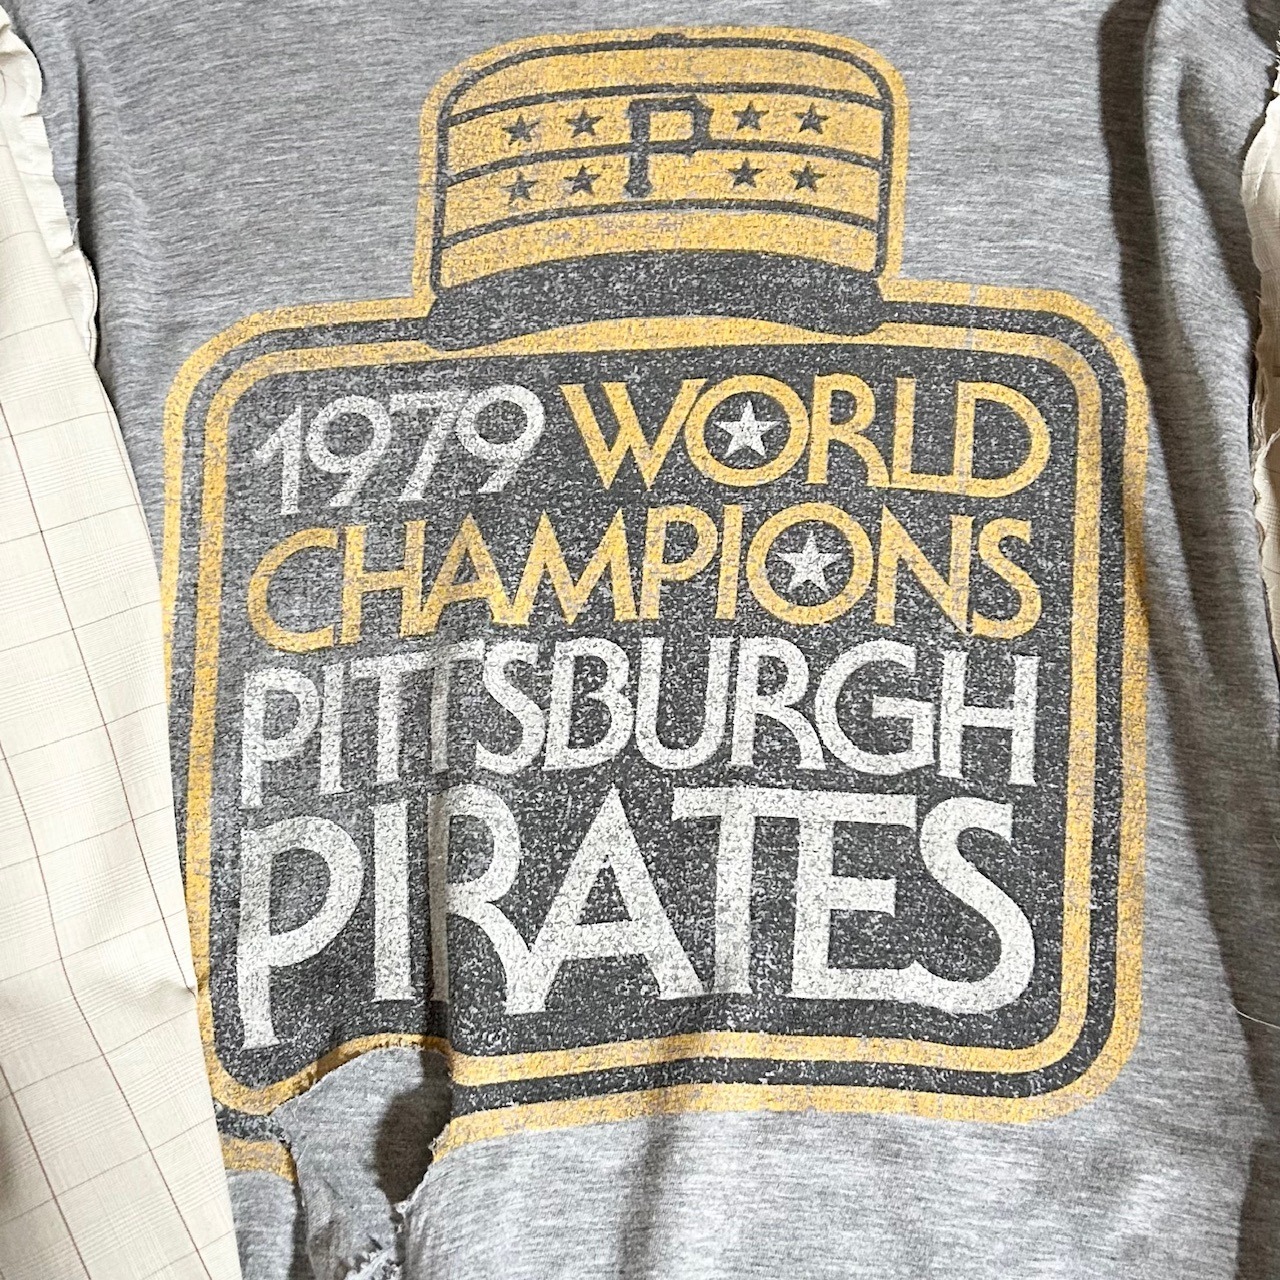 P
1979 WORLD
CHAMPIONS
PITTSBURGH
PIRATES